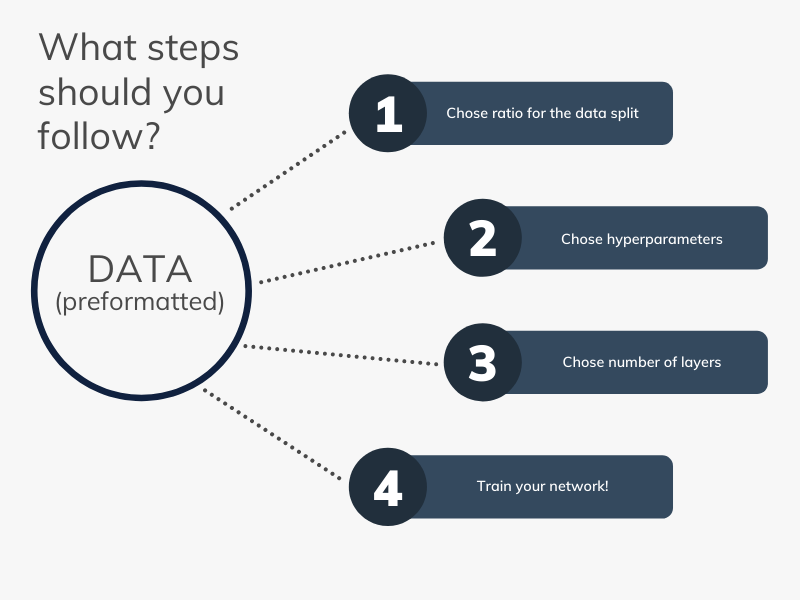 What steps
should you
follow?
DATA
(preformatted)
1
Chose ratio for the data split
2
Chose hyperparameters
3
Chose number of layers
4
Train your network!